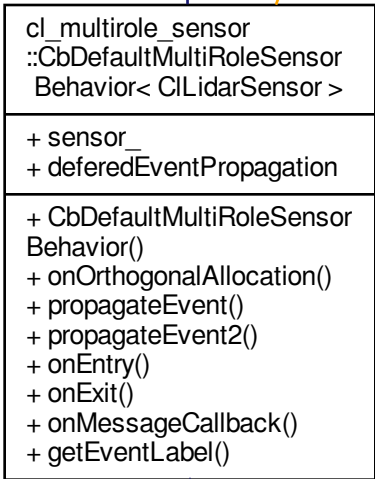 cl_multirole_sensor
::CbDefaultMultiRoleSensor
Behavior< ClLidarSensor >
+ sensor_
+ deferedEventPropagation
+ CbDefaultMultiRoleSensor
Behavior()
+ onOrthogonalAllocation()
+ propagateEvent()
+ propagateEvent2()
+ onEntry()
+ onExit()
+ onMessageCallback()
+ getEventLabel()